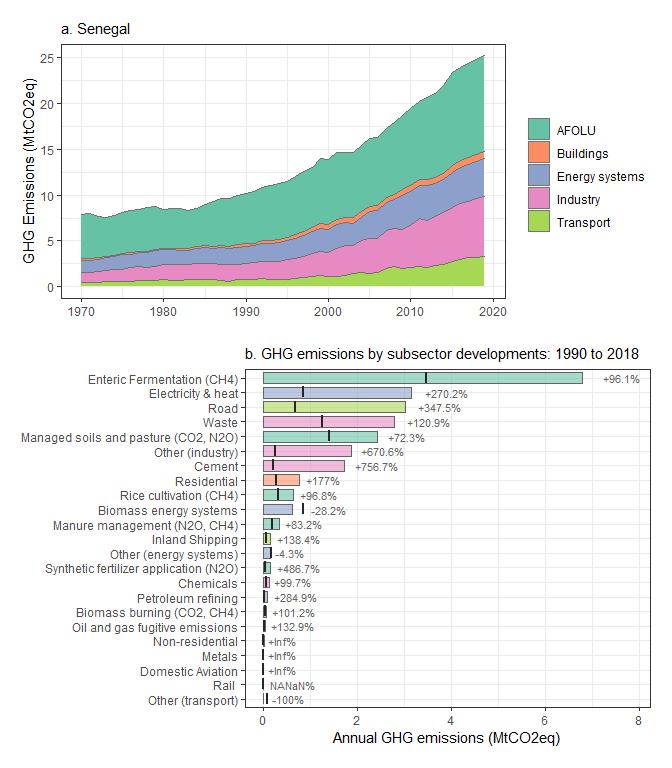 a. Senegal
GHG Emissions (MtCO2eq)
25
20
15
10
5
0
1970
1980
1990
2000
2010
2020
AFOLU
Buildings
Energy systems
Industry
Transport
b. GHG emissions by subsector developments: 1990 to 2018
Enteric Fermentation (CH4) +96.1%
Electricity & heat +270.2%
Road +347.5%
Waste +120.9%
Managed soils and pasture (CO2, N2O) +72.3%
Other (industry) +670.6%
Cement +756.7%
Residential +177%
Rice cultivation (CH4) +96.8%
Biomass energy systems -28.2%
Manure management (N2O, CH4) +83.2%
Inland Shipping +138.4%
Other (energy systems) -4.3%
Synthetic fertilizer application (N2O) +486.7%
Chemicals +99.7%
Petroleum refining +284.9%
Biomass burning (CO2, CH4) +101.2%
Oil and gas fugitive emissions +132.9%
Non-residential +Inf%
Metals +Inf%
Domestic Aviation +Inf%
Rail NANaN%
Other (transport) -100%
0 2 4 6 8
Annual GHG emissions (MtCO2eq)